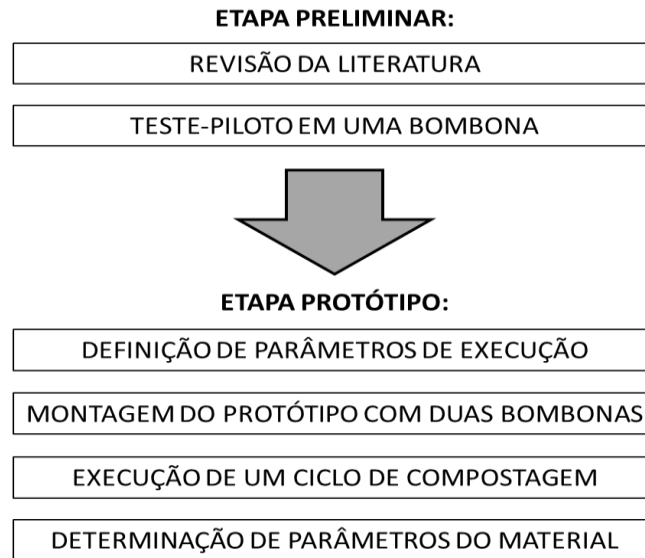 ETAPA PRELIMINAR:
REVISÃO DA LITERATURA
TESTE-PILOTO EM UMA BOMBONA
ETAPA PROTÓTIPO:
DEFINIÇÃO DE PARÂMETROS DE EXECUÇÃO
MONTAGEM DO PROTÓTIPO COM DUAS BOMBONAS
EXECUÇÃO DE UM CICLO DE COMPOSTAGEM
DETERMINAÇÃO DE PARÂMETROS DO MATERIAL